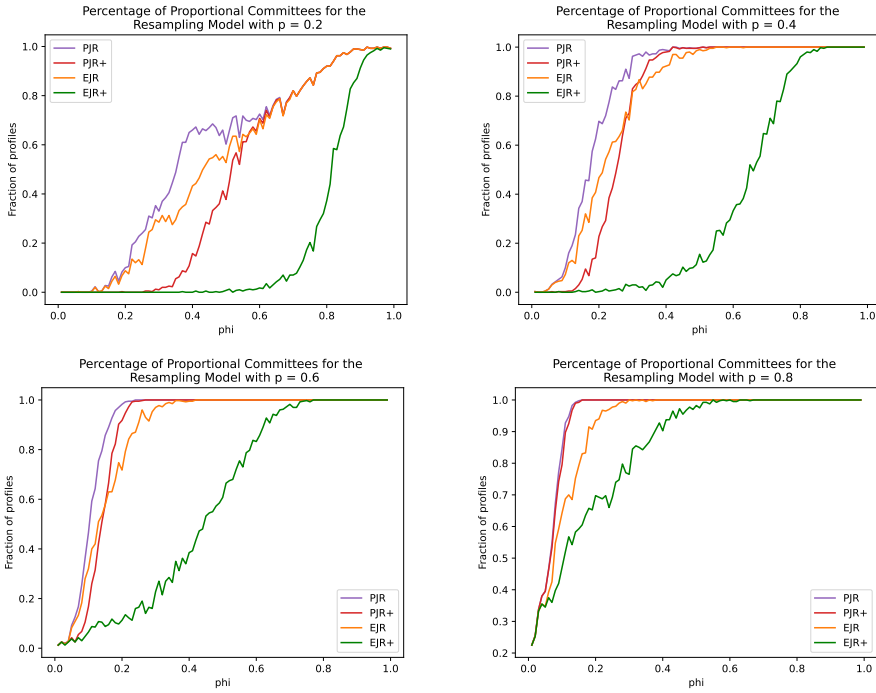 Percentage of Proportional Committees for the
Resampling Model with p = 0.2
1.0
0.8
0.6
0.4
0.2
0.0
Fraction of profiles
PJR
PJR+
EJR
EJR+
0.0 0.2 0.4 0.6 0.8 1.0
phi
Percentage of Proportional Committees for the
Resampling Model with p = 0.4
1.0
0.8
0.6
0.4
0.2
0.0
Fraction of profiles
PJR
PJR+
EJR
EJR+
0.0 0.2 0.4 0.6 0.8 1.0
phi
Percentage of Proportional Committees for the
Resampling Model with p = 0.6
1.0
0.8
0.6
0.4
0.2
0.0
Fraction of profiles
PJR
PJR+
EJR
EJR+
0.0 0.2 0.4 0.6 0.8 1.0
phi
Percentage of Proportional Committees for the
Resampling Model with p = 0.8
1.0
0.9
0.8
0.7
0.6
0.5
0.4
0.3
0.2
Fraction of profiles
PJR
PJR+
EJR
EJR+
0.0 0.2 0.4 0.6 0.8 1.0
phi